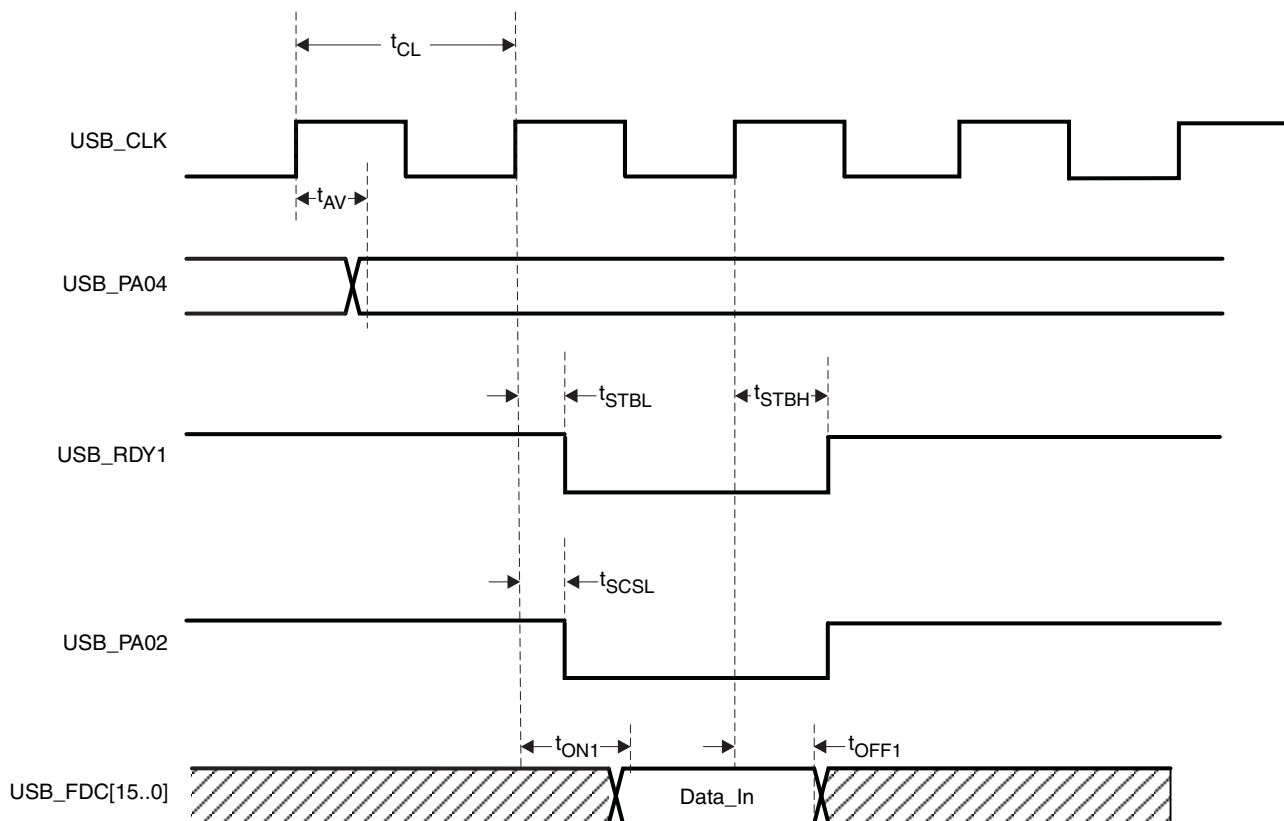 tCL
USB_CLK
tAV
USB_PA04
tSTBL
tSTBH
USB_RDY1
tSCSL
USB_PA02
tON1
tOFF1
USB_FDC[15..0]
Data_In